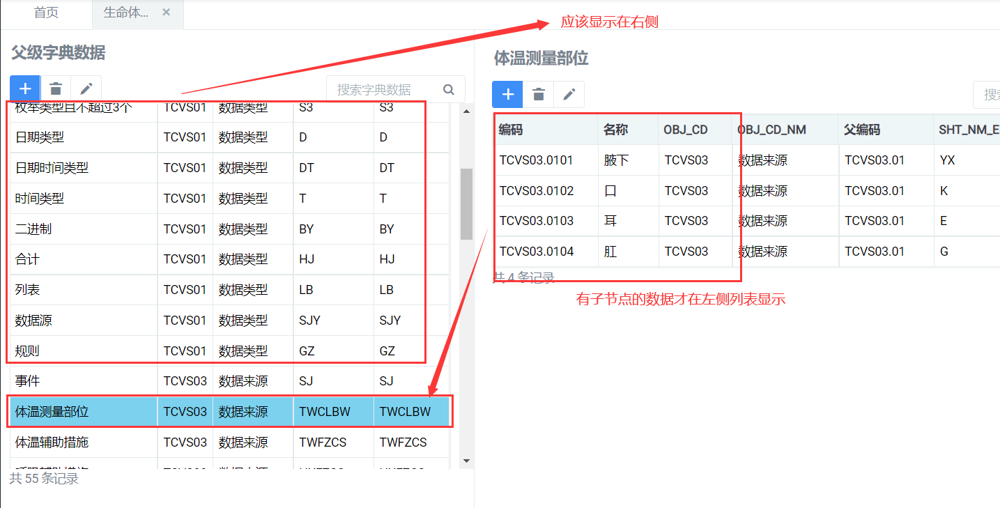 首页
生命体...
应该显示在右侧
父级字典数据
搜索字典数据
枚举类型且不超过3个 TCVS01 数据类型 S3 S3
日期类型 TCVS01 数据类型 D D
日期时间类型 TCVS01 数据类型 DT DT
时间类型 TCVS01 数据类型 T T
二进制 TCVS01 数据类型 BY BY
合计 TCVS01 数据类型 HJ HJ
列表 TCVS01 数据类型 LB LB
数据源 TCVS01 数据类型 SJY SJY
规则 TCVS01 数据类型 GZ GZ
事件 TCVS03 数据来源 SJ SJ
体温测量部位 TCVS03 数据来源 TWCLBW TWCLBW
体温辅助措施 TCVS03 数据来源 TWFZCS TWFZCS
共 55 条记录
体温测量部位
搜
编码 名称 OBJ_CD OBJ_CD_NM 父编码 SHT_NM_E
TCVS03.0101 腋下 TCVS03 数据来源 TCVS03.01 YX
TCVS03.0102 口 TCVS03 数据来源 TCVS03.01 K
TCVS03.0103 耳 TCVS03 数据来源 TCVS03.01 E
TCVS03.0104 肛 TCVS03 数据来源 TCVS03.01 G
共 4 条记录
有子节点的数据才在左侧列表显示